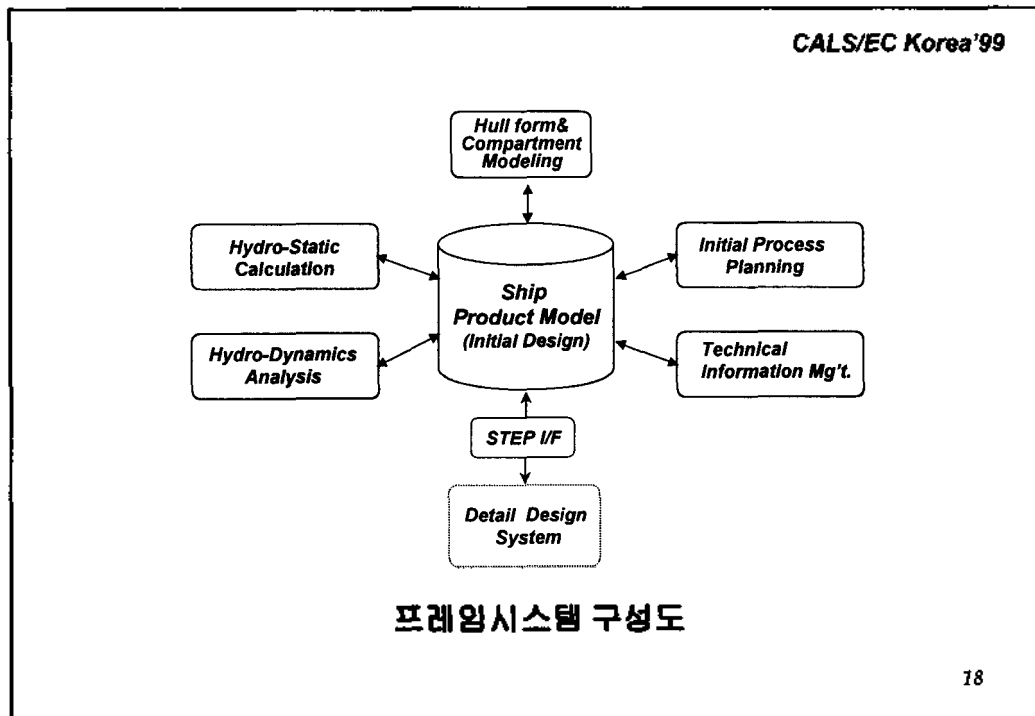 CALS/EC Korea'99
Hull form&
Compartment
Modeling
Hydro-Static
Calculation
Initial Process
Planning
Ship
Product Model
(Initial Design)
Hydro-Dynamics
Analysis
Technical
Information Mg't.
STEP I/F
Detail Design
System
프레임시스템 구성도
18